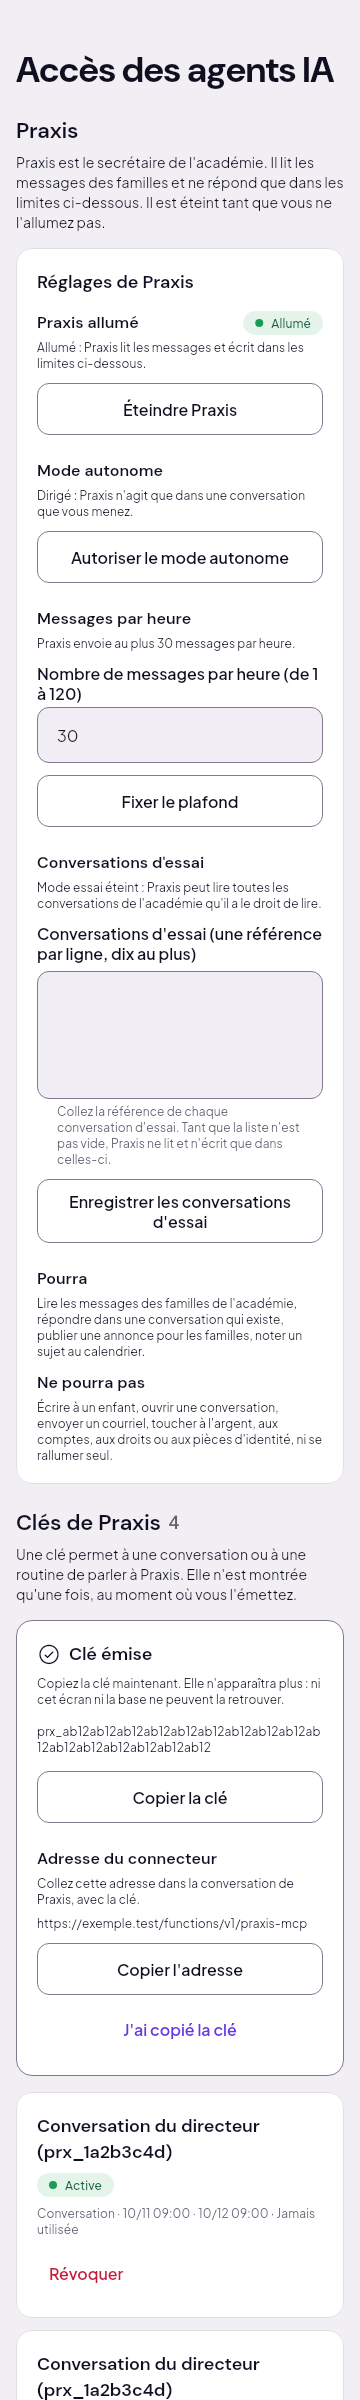 Accès des agents IA
Praxis
Praxis est le secrétaire de l'académie. Il lit les
messages des familles et ne répond que dans les
limites ci-dessous. Il est éteint tant que vous ne
l'allumez pas.
Réglages de Praxis
Praxis allumé
Allumé
Allumé : Praxis lit les messages et écrit dans les
limites ci-dessous.
Éteindre Praxis
Mode autonome
Dirigé : Praxis n'agit que dans une conversation
que vous menez.
Autoriser le mode autonome
Messages par heure
Praxis envoie au plus 30 messages par heure.
Nombre de messages par heure (de 1
à 120)
30
Fixer le plafond
Conversations d'essai
Mode essai éteint : Praxis peut lire toutes les
conversations de l'académie qu'il a le droit de lire.
Conversations d'essai (une référence
par ligne, dix au plus)
Collez la référence de chaque
conversation d'essai. Tant que la liste n'est
pas vide, Praxis ne lit et n'écrit que dans
celles-ci.
Enregistrer les conversations
d'essai
Pourra
Lire les messages des familles de l'académie,
répondre dans une conversation qui existe,
publier une annonce pour les familles, noter un
sujet au calendrier.
Ne pourra pas
Écrire à un enfant, ouvrir une conversation,
envoyer un courriel, toucher à l'argent, aux
comptes, aux droits ou aux pièces d'identité, ni se
rallumer seul.
Clés de Praxis 4
Une clé permet à une conversation ou à une
routine de parler à Praxis. Elle n'est montrée
qu'une fois, au moment où vous l'émettez.
Clé émise
Copiez la clé maintenant. Elle n'apparaîtra plus : ni
cet écran ni la base ne peuvent la retrouver.
prx_ab12ab12ab12ab12ab12ab12ab12ab12ab12ab
12ab12ab12ab12ab12ab12ab12
Copier la clé
Adresse du connecteur
Collez cette adresse dans la conversation de
Praxis, avec la clé.
https://exemple.test/functions/v1/praxis-mcp
Copier l'adresse
J'ai copié la clé
Conversation du directeur
(prx_1a2b3c4d)
Active
Conversation · 10/11 09:00 · 10/12 09:00 · Jamais
utilisée
Révoquer
Conversation du directeur
(prx_1a2b3c4d)